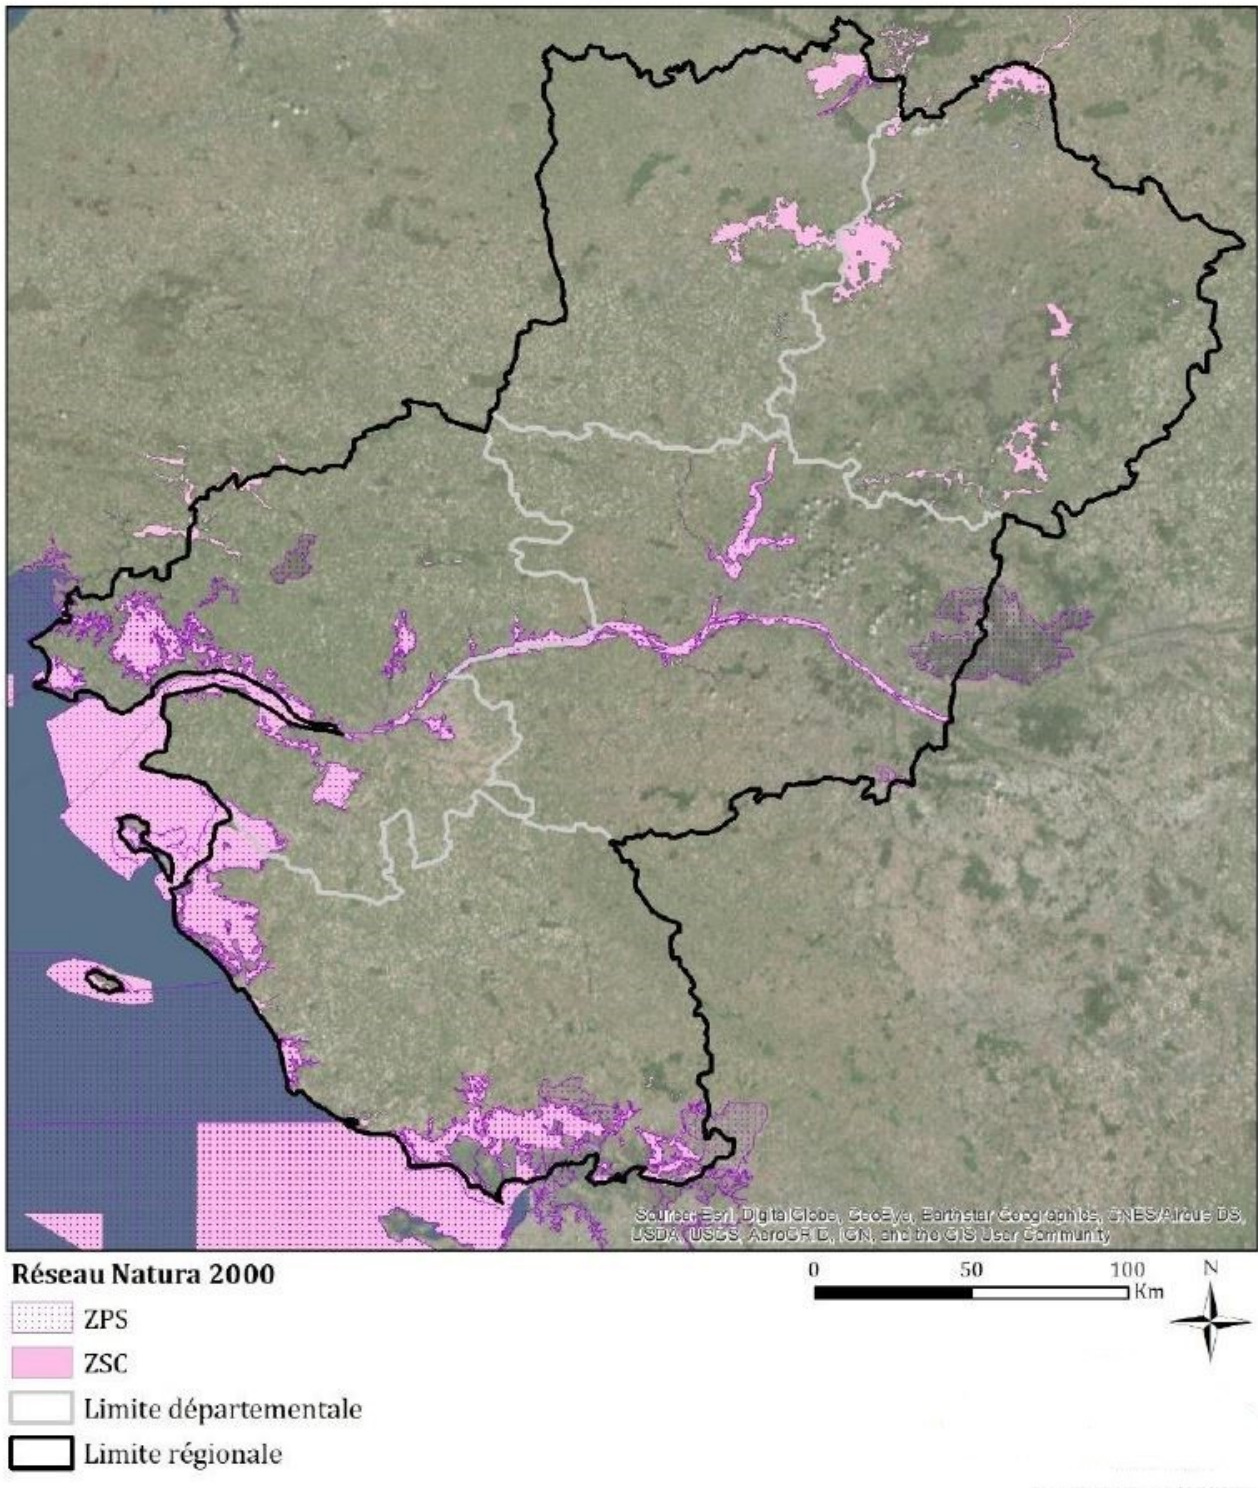 Source: Esri, DigitalGlobe, GeoEye, Earthstar Geographics, CNES/Airbus DS,
USDA, USGS, AeroGRID, IGN, and the GIS User Community
Réseau Natura 2000
0 50 100 N
Km
ZPS
ZSC
Limite départementale
Limite régionale